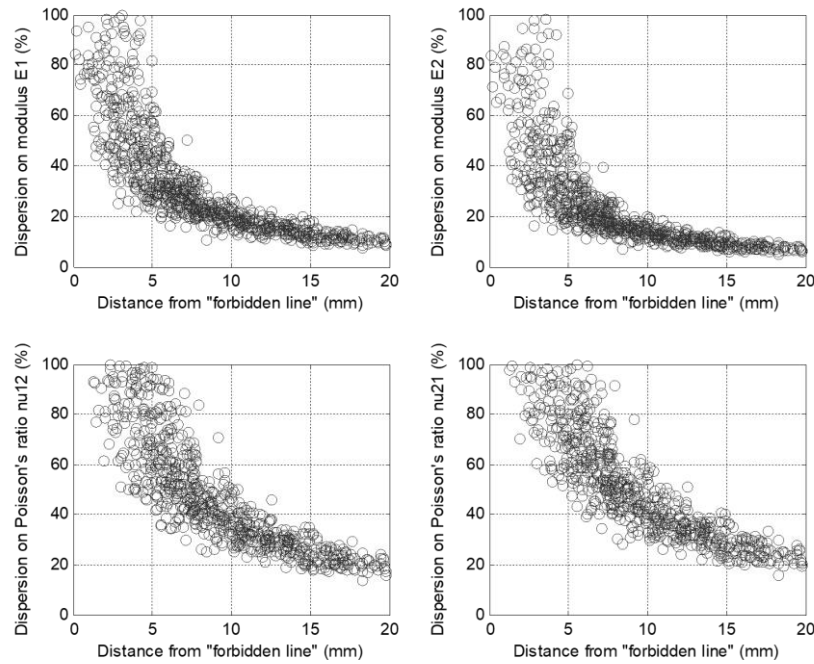 Dispersion on modulus E1 (%)
100
80
60
40
20
0
0 5 10 15 20
Distance from "forbidden line" (mm)
Dispersion on modulus E2 (%)
100
80
60
40
20
0
0 5 10 15 20
Distance from "forbidden line" (mm)
Dispersion on Poisson's ratio nu12 (%)
100
80
60
40
20
0
0 5 10 15 20
Distance from "forbidden line" (mm)
Dispersion on Poisson's ratio nu21 (%)
100
80
60
40
20
0
0 5 10 15 20
Distance from "forbidden line" (mm)